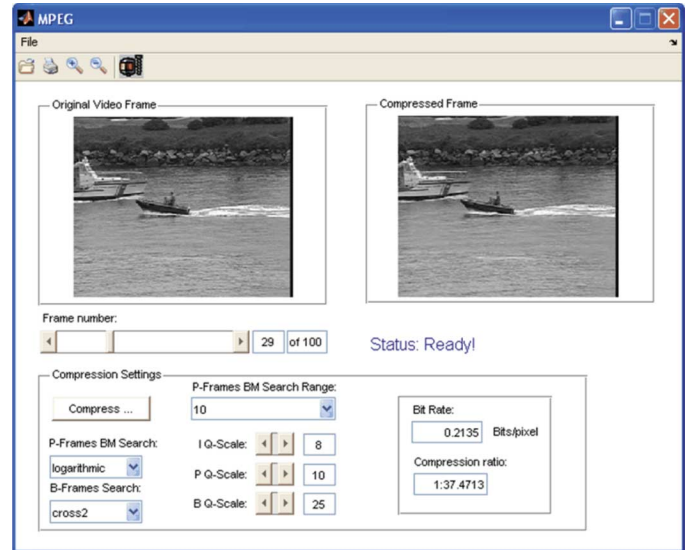 MPEG
File
Original Video Frame
Compressed Frame
Frame number:
29 of 100
Status: Ready!
Compression Settings
P-Frames BM Search Range:
Compress ...
10
Bit Rate:
0.2135 Bits/pixel
P-Frames BM Search:
I Q-Scale: 8
logarithmic
Compression ratio:
P Q-Scale: 10
1:37.4713
B-Frames Search:
B Q-Scale: 25
cross2